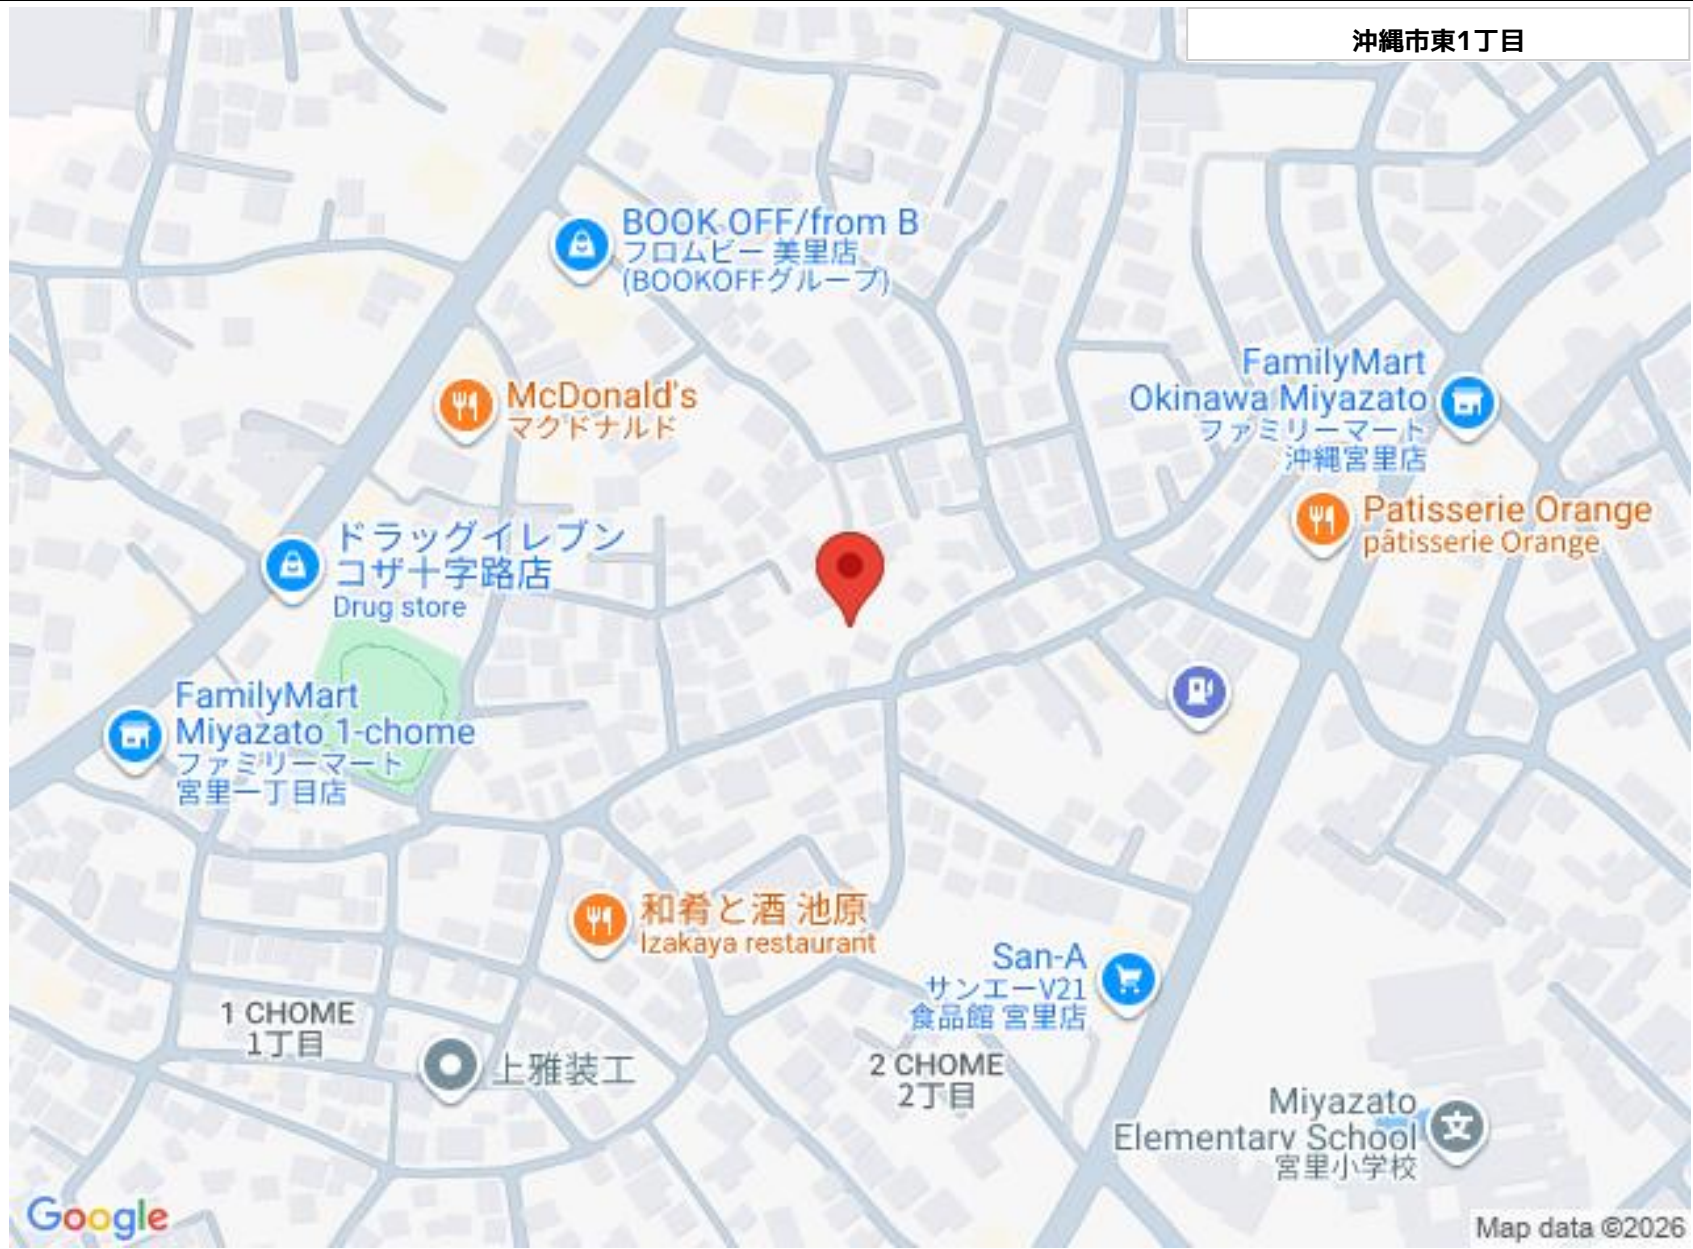 沖縄市東1丁目
BOOK OFF/from B
フロムビー 美里店
(BOOKOFFグループ)
McDonald's
マクドナルド
FamilyMart
Okinawa Miyazato
ファミリーマート
沖縄宮里店
Patisserie Orange
pâtisserie Orange
ドラッグイレブン
コザ十字路店
Drug store
FamilyMart
Miyazato 1-chome
ファミリーマート
宮里一丁目店
和肴と酒 池原
Izakaya restaurant
San-A
サンエーV21
食品館 宮里店
1 CHOME
1丁目
上雅装工
2 CHOME
2丁目
Miyazato
Elementary School
宮里小学校
文
Google
Map data ©2026